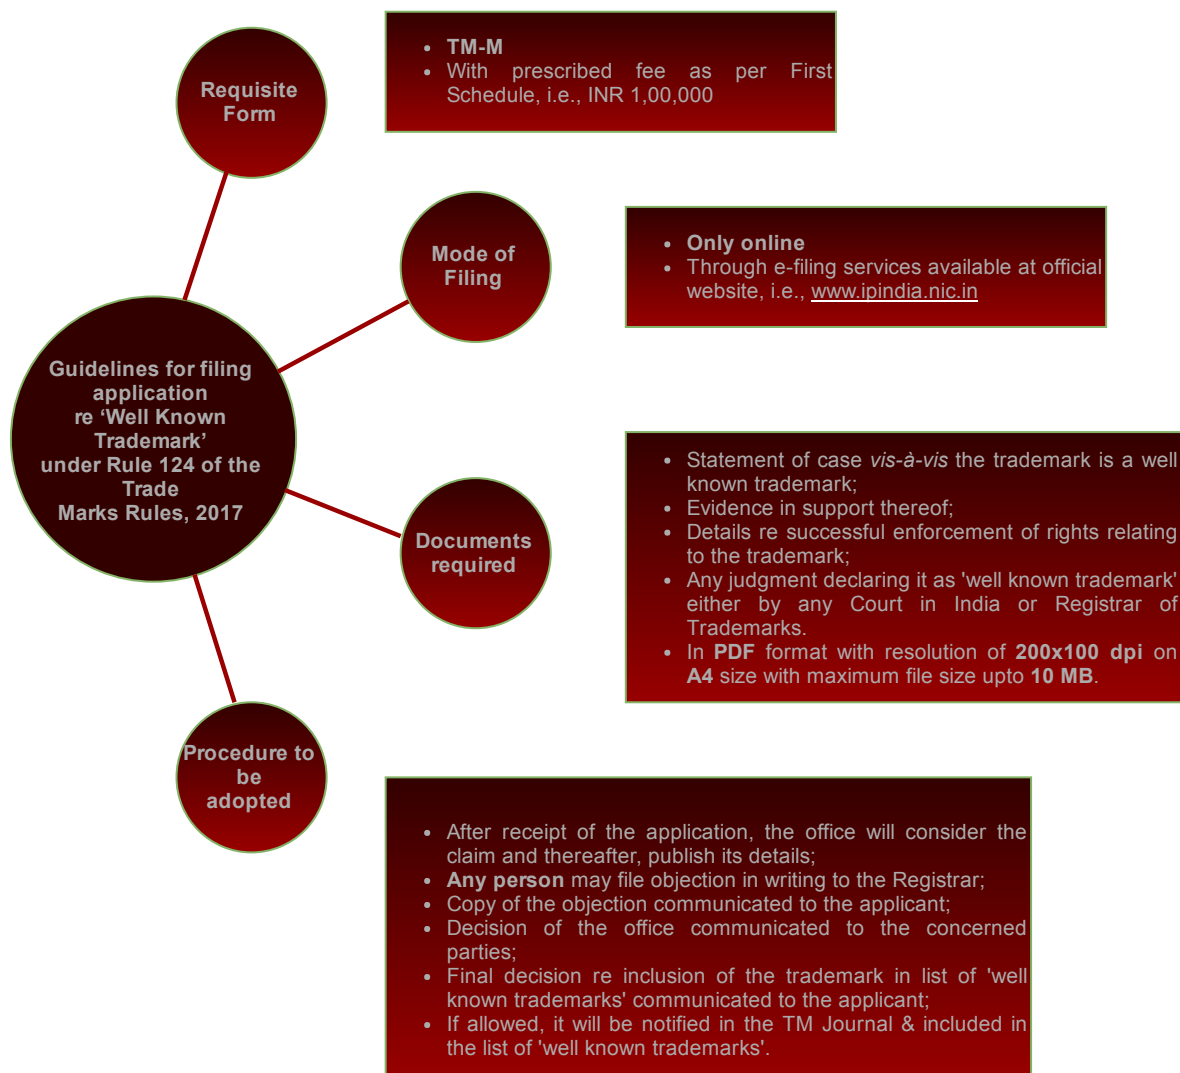 Requisite
Form
• TM-M
• With prescribed fee as per First
Schedule, i.e., INR 1,00,000
Mode of
Filing
• Only online
• Through e-filing services available at official
website, i.e., www.ipindia.nic.in
Guidelines for filing
application
re ‘Well Known
Trademark’
under Rule 124 of the
Trade
Marks Rules, 2017
Documents
required
• Statement of case vis-à-vis the trademark is a well
known trademark;
• Evidence in support thereof;
• Details re successful enforcement of rights relating
to the trademark;
• Any judgment declaring it as 'well known trademark'
either by any Court in India or Registrar of
Trademarks.
• In PDF format with resolution of 200x100 dpi on
A4 size with maximum file size upto 10 MB.
Procedure to
be
adopted
• After receipt of the application, the office will consider the
claim and thereafter, publish its details;
• Any person may file objection in writing to the Registrar;
• Copy of the objection communicated to the applicant;
• Decision of the office communicated to the concerned
parties;
• Final decision re inclusion of the trademark in list of 'well
known trademarks' communicated to the applicant;
• If allowed, it will be notified in the TM Journal & included in
the list of 'well known trademarks'.